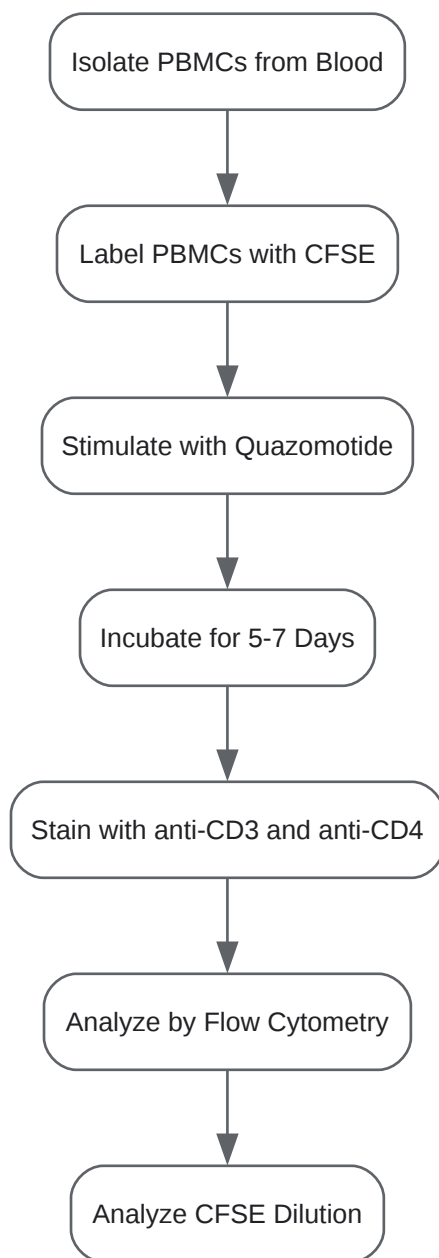 Isolate PBMCs from Blood
Label PBMCs with CFSE
Stimulate with Quazomotide
Incubate for 5-7 Days
Stain with anti-CD3 and anti-CD4
Analyze by Flow Cytometry
Analyze CFSE Dilution